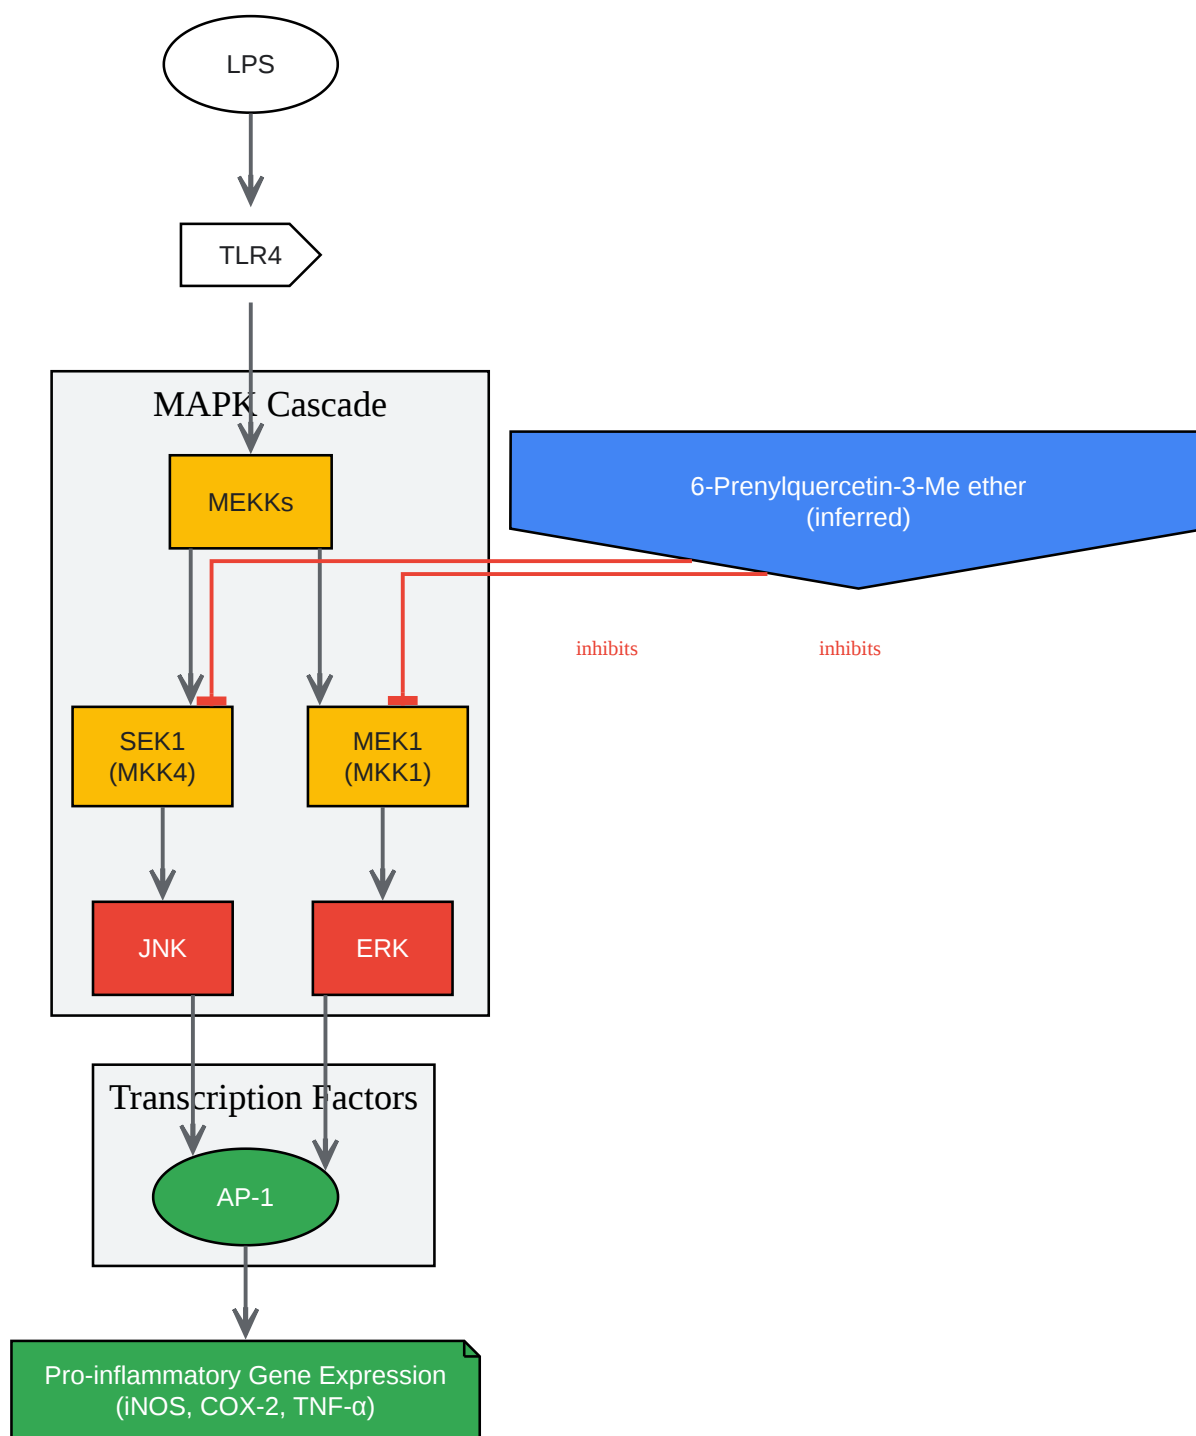 LPS
TLR4
MAPK Cascade
MEKKs
6-Prenylquercetin-3-Me ether
(inferred)
inhibits
inhibits
SEK1
(MKK4)
MEK1
(MKK1)
JNK
ERK
Transcription Factors
AP-1
Pro-inflammatory Gene Expression
(iNOS, COX-2, TNF-α)